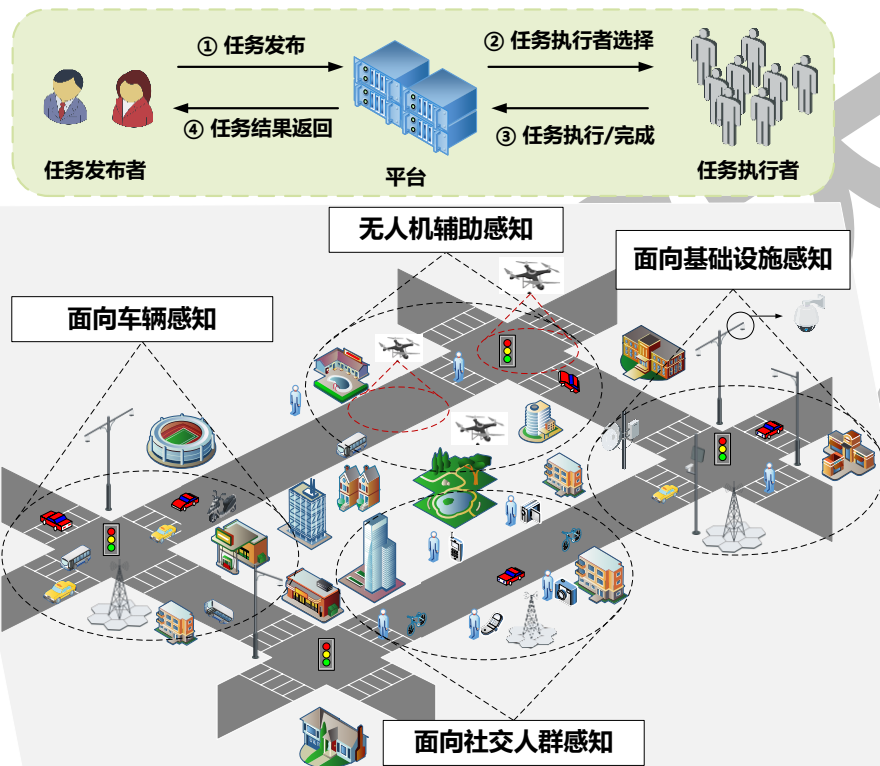 ① 任务发布
② 任务执行者选择
④ 任务结果返回
③ 任务执行/完成
任务发布者
平台
任务执行者
无人机辅助感知
面向基础设施感知
面向车辆感知
面向社交人群感知